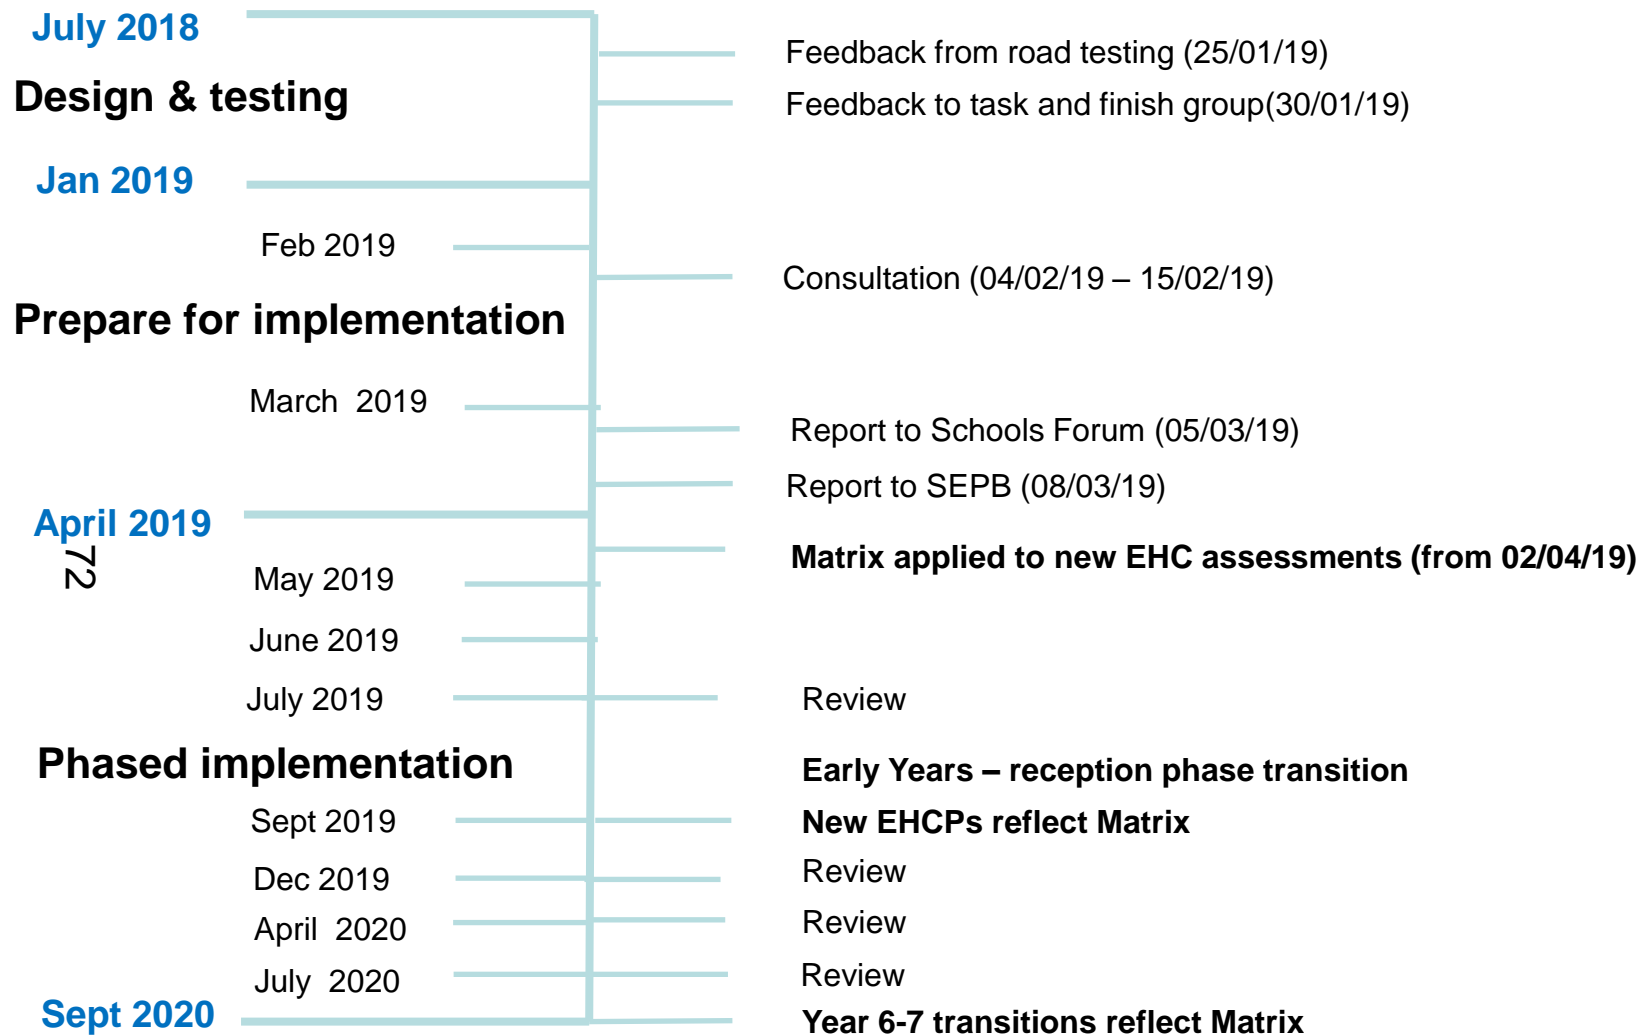 July 2018
Feedback from road testing (25/01/19)
Design & testing
Feedback to task and finish group(30/01/19)
Jan 2019
Feb 2019
Consultation (04/02/19 – 15/02/19)
Prepare for implementation
March 2019
Report to Schools Forum (05/03/19)
Report to SEPB (08/03/19)
April 2019
Matrix applied to new EHC assessments (from 02/04/19)
72
May 2019
June 2019
July 2019
Review
Phased implementation
Early Years – reception phase transition
Sept 2019
New EHCPs reflect Matrix
Dec 2019
Review
April 2020
Review
July 2020
Review
Sept 2020
Year 6-7 transitions reflect Matrix